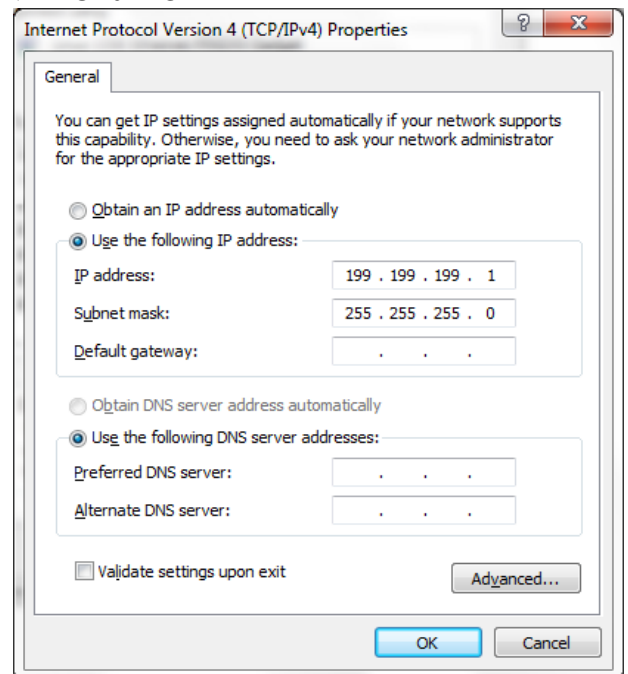 Internet Protocol Version 4 (TCP/IPv4) Properties
General
You can get IP settings assigned automatically if your network supports
this capability. Otherwise, you need to ask your network administrator
for the appropriate IP settings.
Obtain an IP address automatically
Use the following IP address:
IP address: 199 . 199 . 199 . 1
Subnet mask: 255 . 255 . 255 . 0
Default gateway: . . .
Obtain DNS server address automatically
Use the following DNS server addresses:
Preferred DNS server: . . .
Alternate DNS server: . . .
Validate settings upon exit
Advanced...
OK Cancel